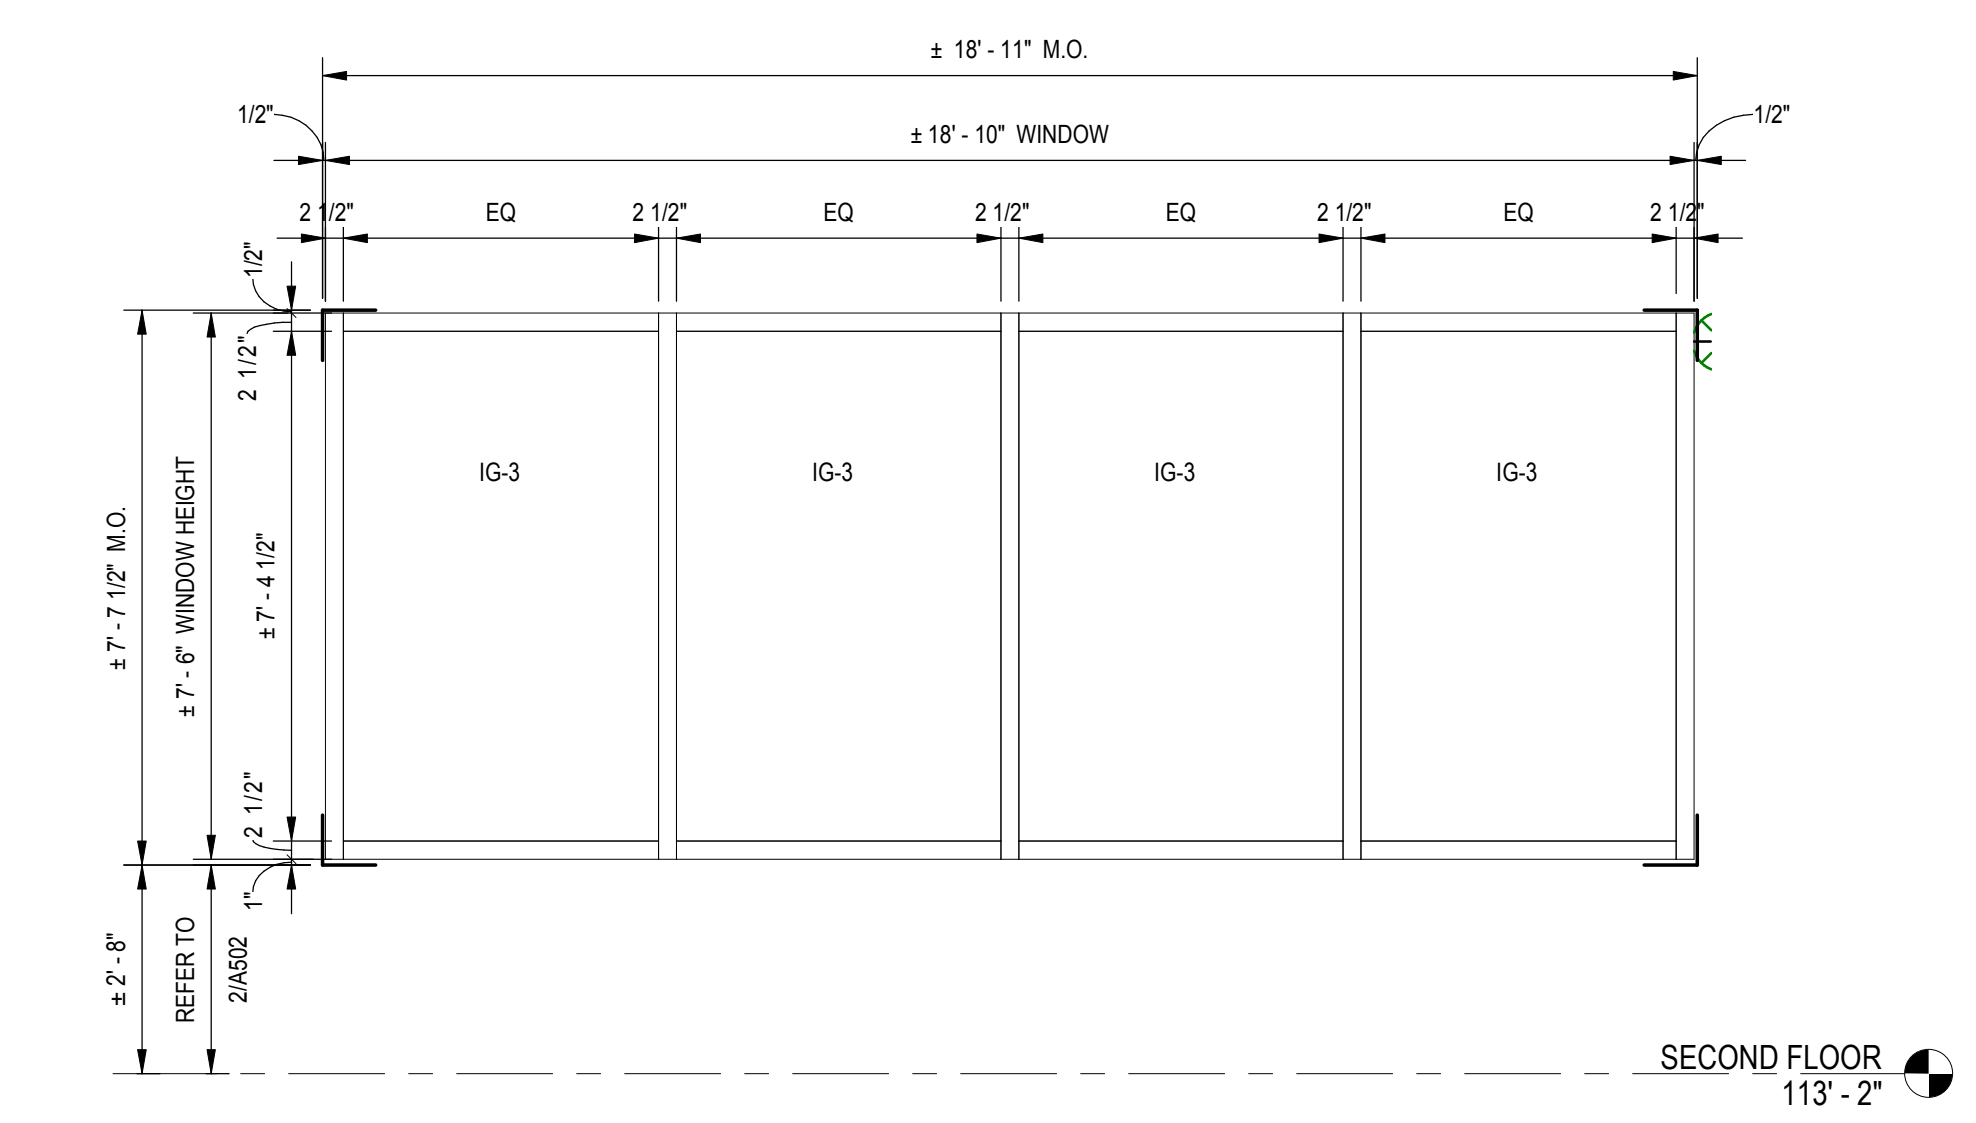 ± 18' - 11" M.O.
1/2"
± 18' - 10" WINDOW
1/2"
2 1/2"
EQ
2 1/2"
EQ
2 1/2"
EQ
2 1/2"
EQ
2 1/2"
1/2"
2 1/2"
IG-3
IG-3
IG-3
IG-3
± 7' - 7 1/2" M.O.
± 7' - 6" WINDOW HEIGHT
± 7' - 4 1/2"
2 1/2"
1"
± 2' - 8"
REFER TO
2/A502
SECOND FLOOR
113' - 2"